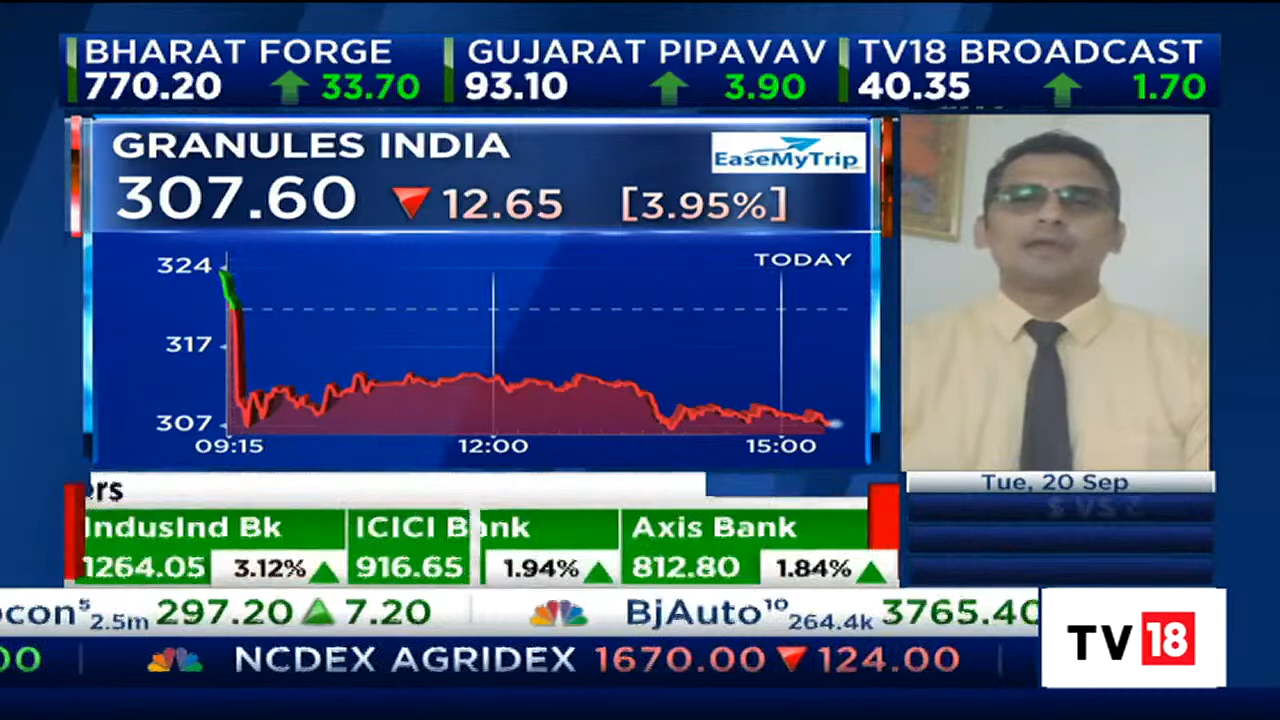 BHARAT FORGE
770.20 33.70
GUJARAT PIPAVAV
93.10 3.90
TV18 BROADCAST
40.35 1.70
GRANULES INDIA
307.60 12.65 [3.95%]
EaseMyTrip
TODAY
324
317
307
09:15 12:00 15:00
Tue, 20 Sep
$ VS
ers
IndusInd Bk
1264.05 3.12%
ICICI Bank
916.65 1.94%
Axis Bank
812.80 1.84%
ocon⁵ 2.5m 297.20 7.20 BjAuto¹⁰ 264.4k 3765.40
00 NCDEX AGRIDEX 1670.00 124.00
TV18